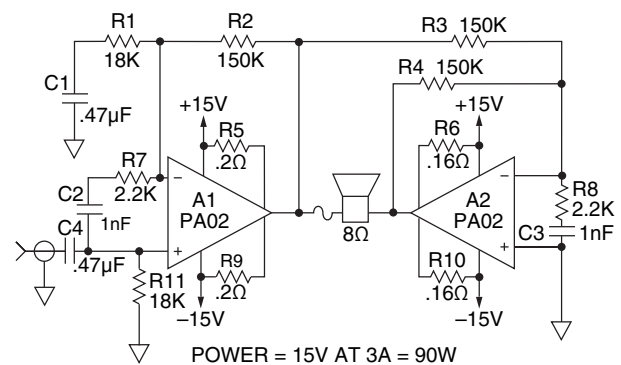 R1
18K
R2
150K
R3 150K
R4 150K
C1
.47µF
+15V
+15V
R5
.2Ω
R6
.16Ω
R7
2.2K
C2
1nF
C4
.47µF
–
+
A1
PA02
8Ω
A2
PA02
–
+
R8
2.2K
C3
1nF
R11
18K
R9
.2Ω
R10
.16Ω
–15V
–15V
POWER = 15V AT 3A = 90W